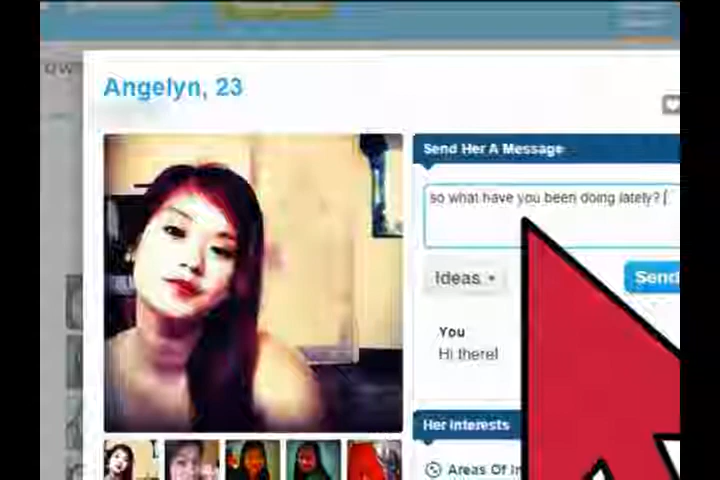 Angelyn, 23
Send Her A Message
so what have you been doing lately?
Ideas
Send
You
Hi there!
Her Interests
Areas Of